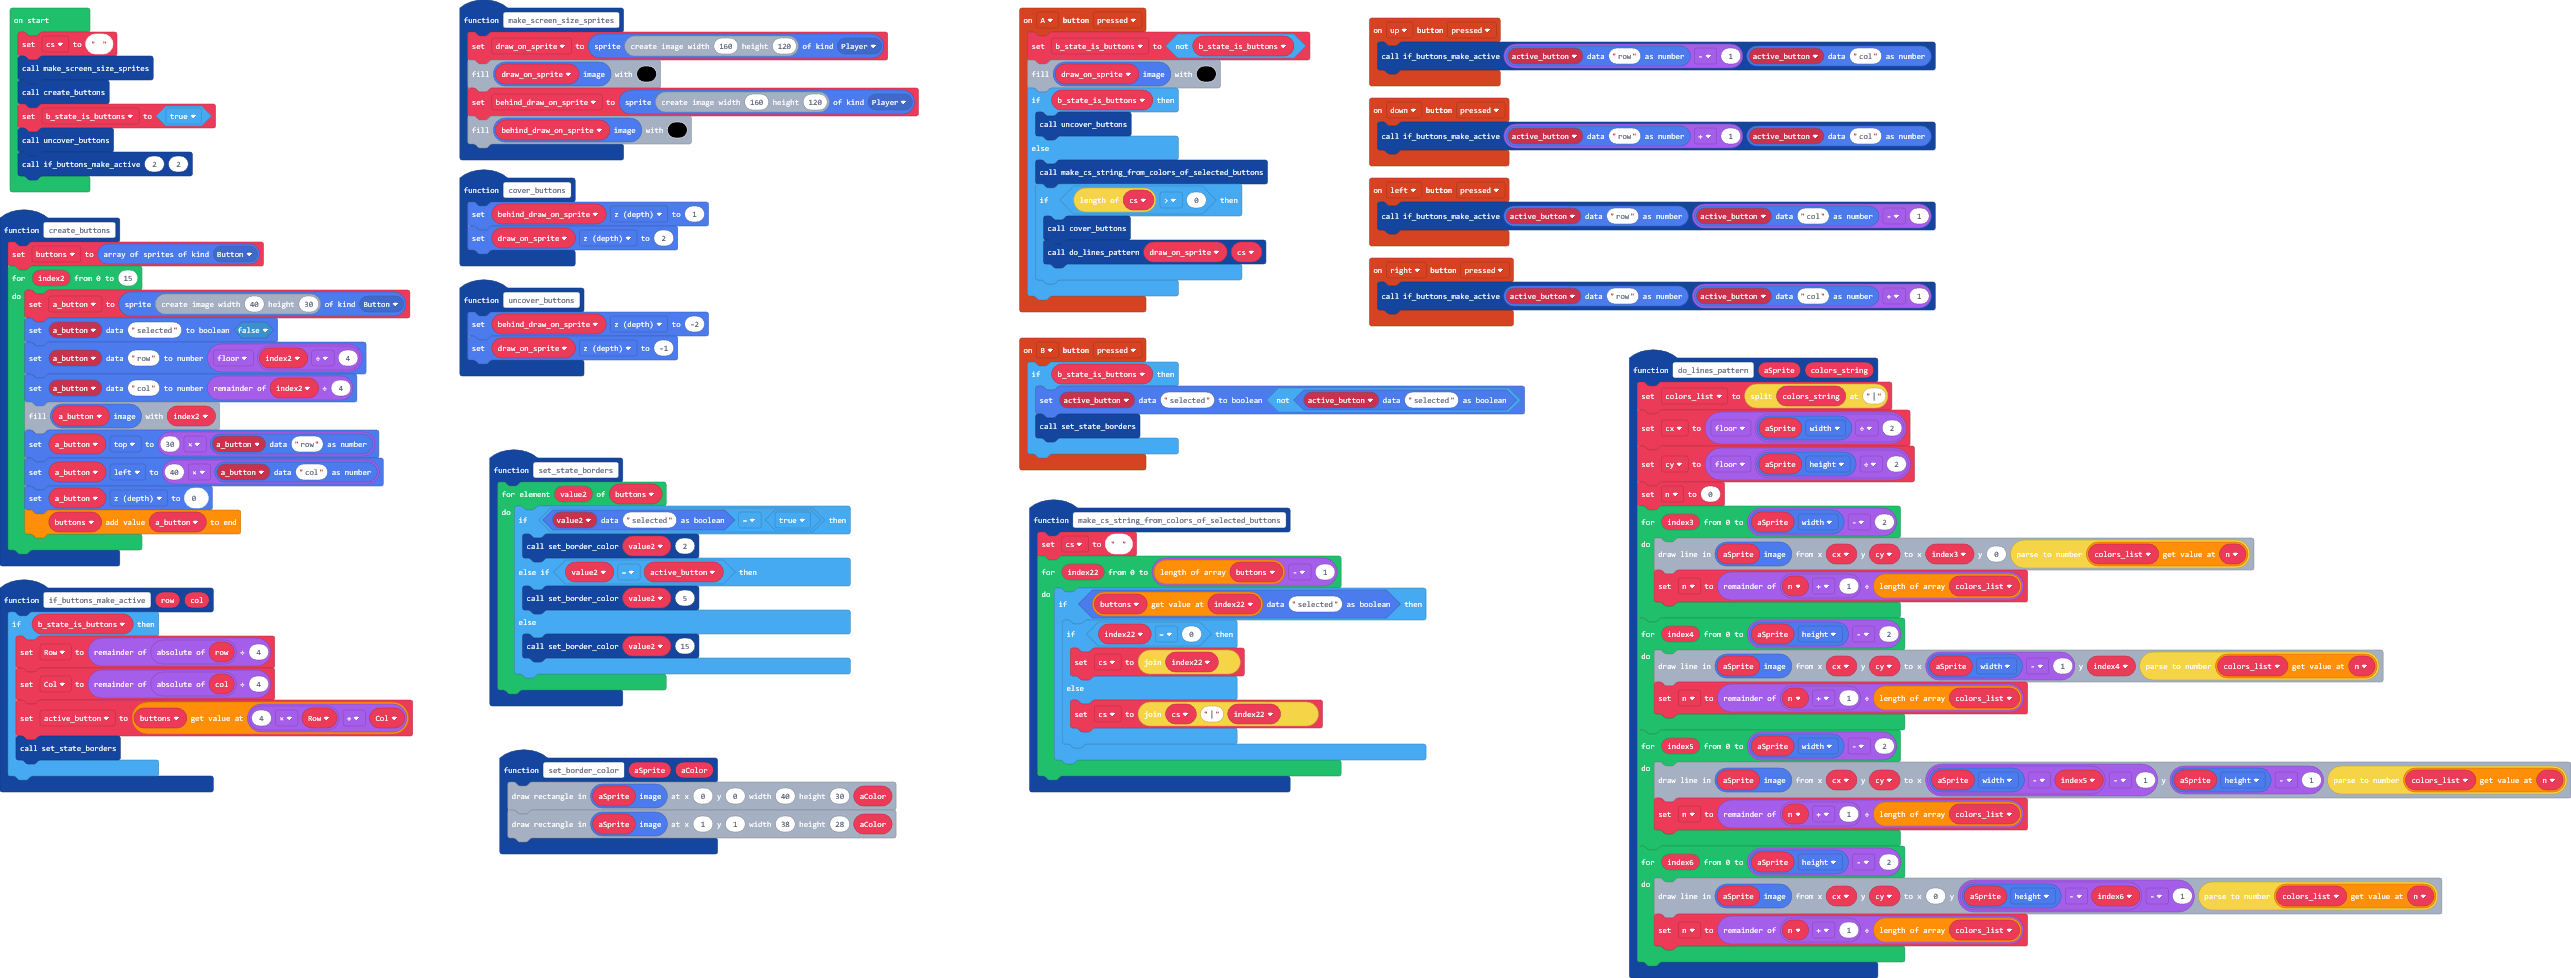 on start
set cs to " "
call make_screen_size_sprites
call create_buttons
set b_state_is_buttons to true
call uncover_buttons
call if_buttons_make_active 2 2
function create_buttons
set buttons to array of sprites of kind Button
for index2 from 0 to 15
do set a_button to sprite create image width 40 height 30 of kind Button
set a_button data "selected" to boolean false
set a_button data "row" to number floor index2 ÷ 4
set a_button data "col" to number remainder of index2 ÷ 4
fill a_button image with index2
set a_button top to 30 × a_button data "row" as number
set a_button left to 40 × a_button data "col" as number
set a_button z (depth) to 0
buttons add value a_button to end
function if_buttons_make_active row col
if b_state_is_buttons then
set Row to remainder of absolute of row ÷ 4
set Col to remainder of absolute of col ÷ 4
set active_button to buttons get value at 4 × Row + Col
call set_state_borders
function make_screen_size_sprites
set draw_on_sprite to sprite create image width 160 height 120 of kind Player
fill draw_on_sprite image with
set behind_draw_on_sprite to sprite create image width 160 height 120 of kind Player
fill behind_draw_on_sprite image with
function cover_buttons
set behind_draw_on_sprite z (depth) to 1
set draw_on_sprite z (depth) to 2
function uncover_buttons
set behind_draw_on_sprite z (depth) to -2
set draw_on_sprite z (depth) to -1
function set_state_borders
for element value2 of buttons
do if value2 data "selected" as boolean = true then
call set_border_color value2 2
else if value2 = active_button then
call set_border_color value2 5
else
call set_border_color value2 15
function set_border_color aSprite aColor
draw rectangle in aSprite image at x 0 y 0 width 40 height 30 aColor
draw rectangle in aSprite image at x 1 y 1 width 38 height 28 aColor
on A button pressed
set b_state_is_buttons to not b_state_is_buttons
fill draw_on_sprite image with
if b_state_is_buttons then
call uncover_buttons
else
call make_cs_string_from_colors_of_selected_buttons
if length of cs > 0 then
call cover_buttons
call do_lines_pattern draw_on_sprite cs
on B button pressed
if b_state_is_buttons then
set active_button data "selected" to boolean not active_button data "selected" as boolean
call set_state_borders
function make_cs_string_from_colors_of_selected_buttons
set cs to " "
for index22 from 0 to length of array buttons - 1
do if buttons get value at index22 data "selected" as boolean then
if index22 = 0 then
set cs to join index22
else
set cs to join cs "|" index22
on up button pressed
call if_buttons_make_active active_button data "row" as number - 1 active_button data "col" as number
on down button pressed
call if_buttons_make_active active_button data "row" as number + 1 active_button data "col" as number
on left button pressed
call if_buttons_make_active active_button data "row" as number active_button data "col" as number - 1
on right button pressed
call if_buttons_make_active active_button data "row" as number active_button data "col" as number + 1
function do_lines_pattern aSprite colors_string
set colors_list to split colors_string at "|"
set cx to floor aSprite width ÷ 2
set cy to floor aSprite height ÷ 2
set n to 0
for index3 from 0 to aSprite width - 2
do draw line in aSprite image from x cx y cy to x index3 y 0 parse to number colors_list get value at n
set n to remainder of n + 1 ÷ length of array colors_list
for index4 from 0 to aSprite height - 2
do draw line in aSprite image from x cx y cy to x aSprite width - 1 y index4 parse to number colors_list get value at n
set n to remainder of n + 1 ÷ length of array colors_list
for index5 from 0 to aSprite width - 2
do draw line in aSprite image from x cx y cy to x aSprite width - index5 - 1 y aSprite height - 1 parse to number colors_list get value at n
set n to remainder of n + 1 ÷ length of array colors_list
for index6 from 0 to aSprite height - 2
do draw line in aSprite image from x cx y cy to x 0 y aSprite height - index6 - 1 parse to number colors_list get value at n
set n to remainder of n + 1 ÷ length of array colors_list